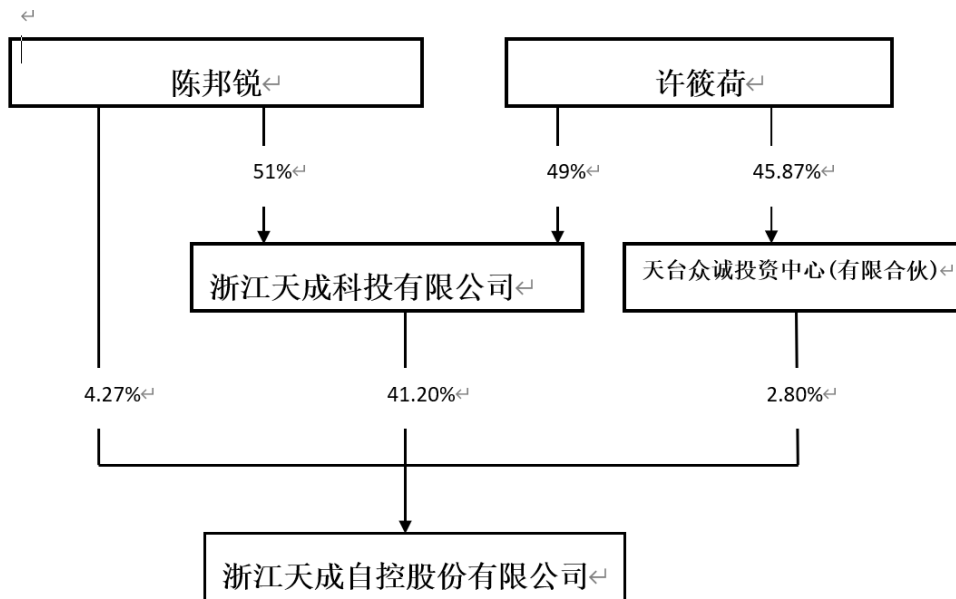 陈邦锐
许筱荷
51%
49%
45.87%
浙江天成科投有限公司
天台众诚投资中心(有限合伙)
4.27%
41.20%
2.80%
浙江天成自控股份有限公司